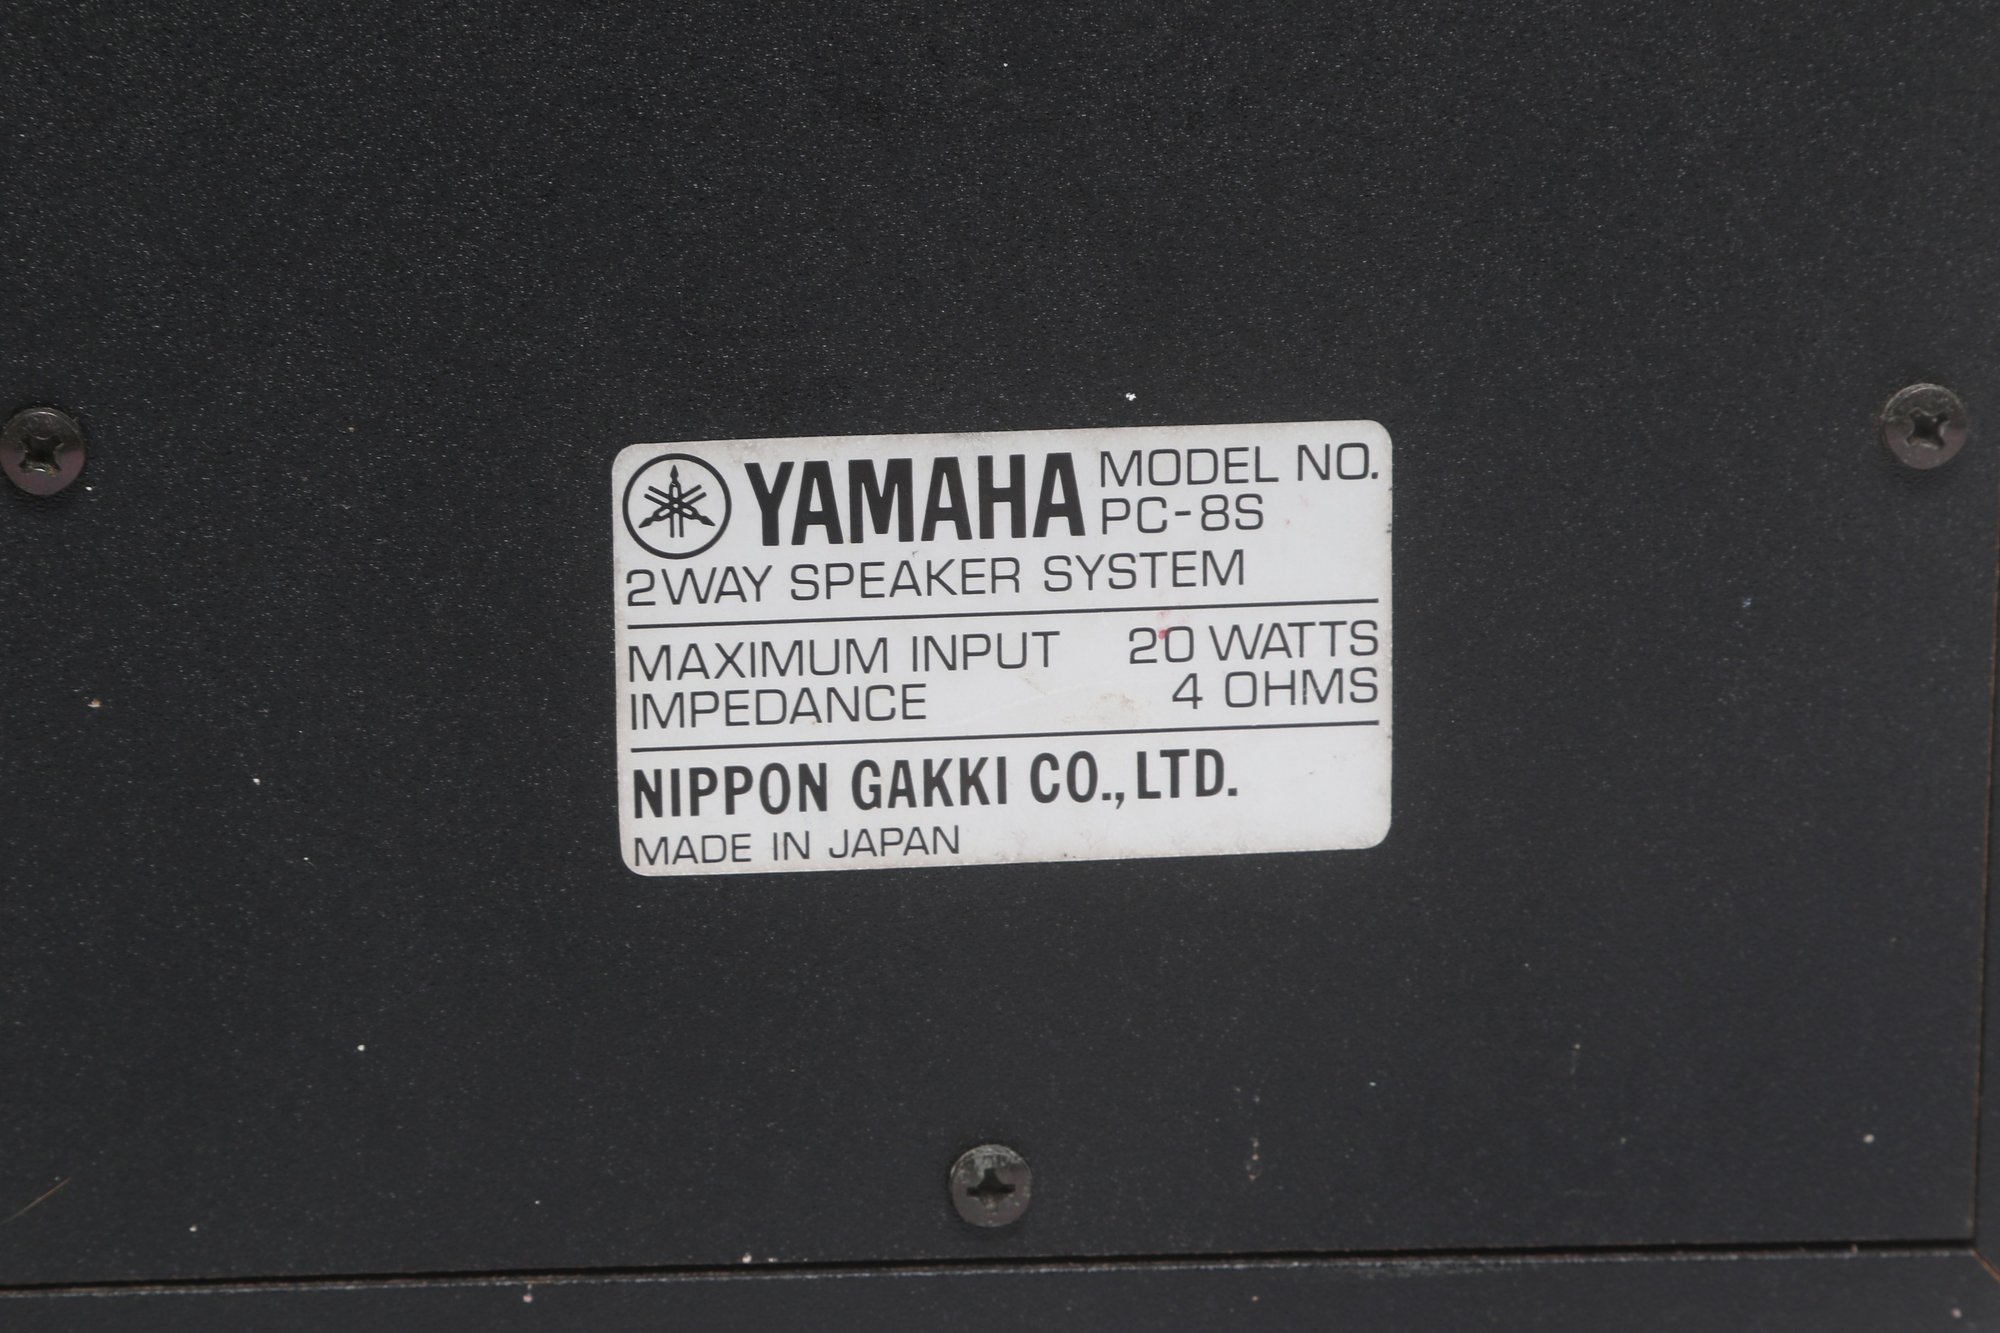 YAMAHA MODEL NO.
PC-8S
2WAY SPEAKER SYSTEM
MAXIMUM INPUT 20 WATTS
IMPEDANCE 4 OHMS
NIPPON GAKKI CO., LTD.
MADE IN JAPAN